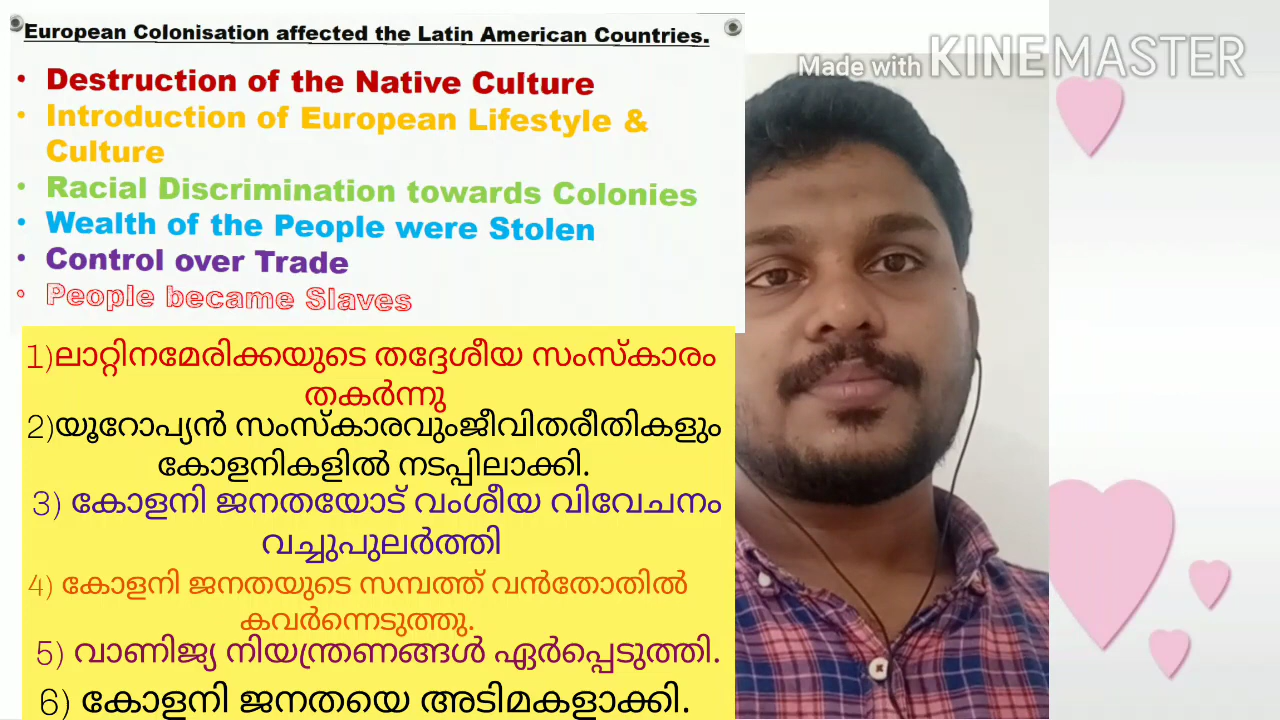 European Colonisation affected the Latin American Countries.
• Destruction of the Native Culture
• Introduction of European Lifestyle &
Culture
• Racial Discrimination towards Colonies
• Wealth of the People were Stolen
• Control over Trade
• People became Slaves
1)ലാറ്റിനമേരിക്കയുടെ തദ്ദേശീയ സംസ്കാരം
തകർന്നു
2)യൂറോപ്യൻ സംസ്കാരവുംജീവിതരീതികളും
കോളനികളിൽ നടപ്പിലാക്കി.
3) കോളനി ജനതയോട് വംശീയ വിവേചനം
വച്ചുപുലർത്തി
4) കോളനി ജനതയുടെ സമ്പത്ത് വൻതോതിൽ
കവർന്നെടുത്തു.
5) വാണിജ്യ നിയന്ത്രണങ്ങൾ ഏർപ്പെടുത്തി.
6) കോളനി ജനതയെ അടിമകളാക്കി.
Made with KINEMASTER